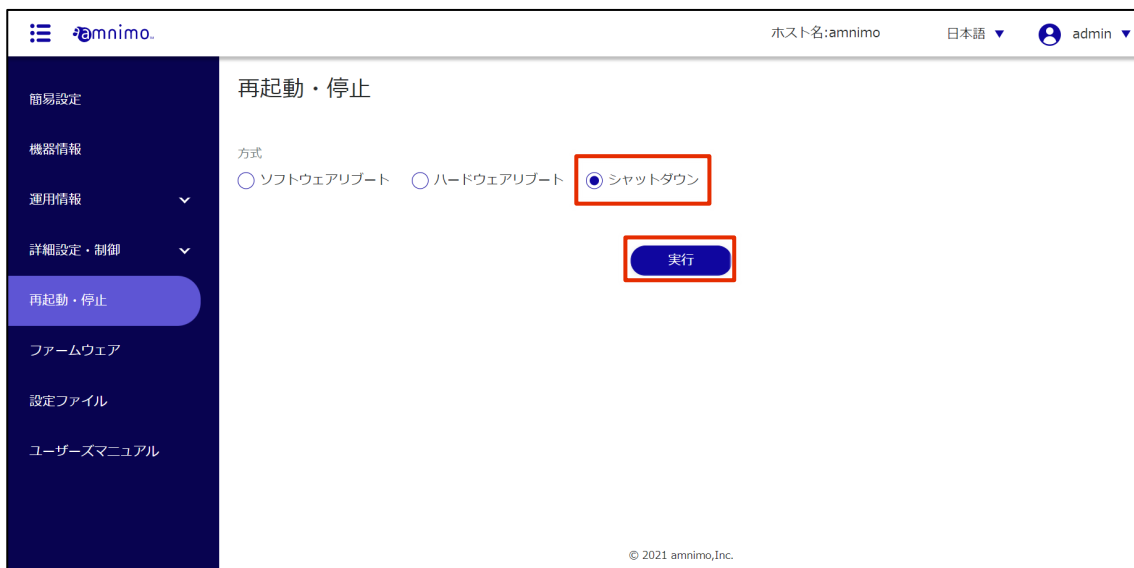 amnimo
ホスト名:amnimo
日本語 ▼
admin ▼
簡易設定
機器情報
運用情報
詳細設定・制御
再起動・停止
ファームウェア
設定ファイル
ユーザーズマニュアル
再起動・停止
方式
ソフトウェアリブート ハードウェアリブート シャットダウン
実行
© 2021 amnimo,Inc.